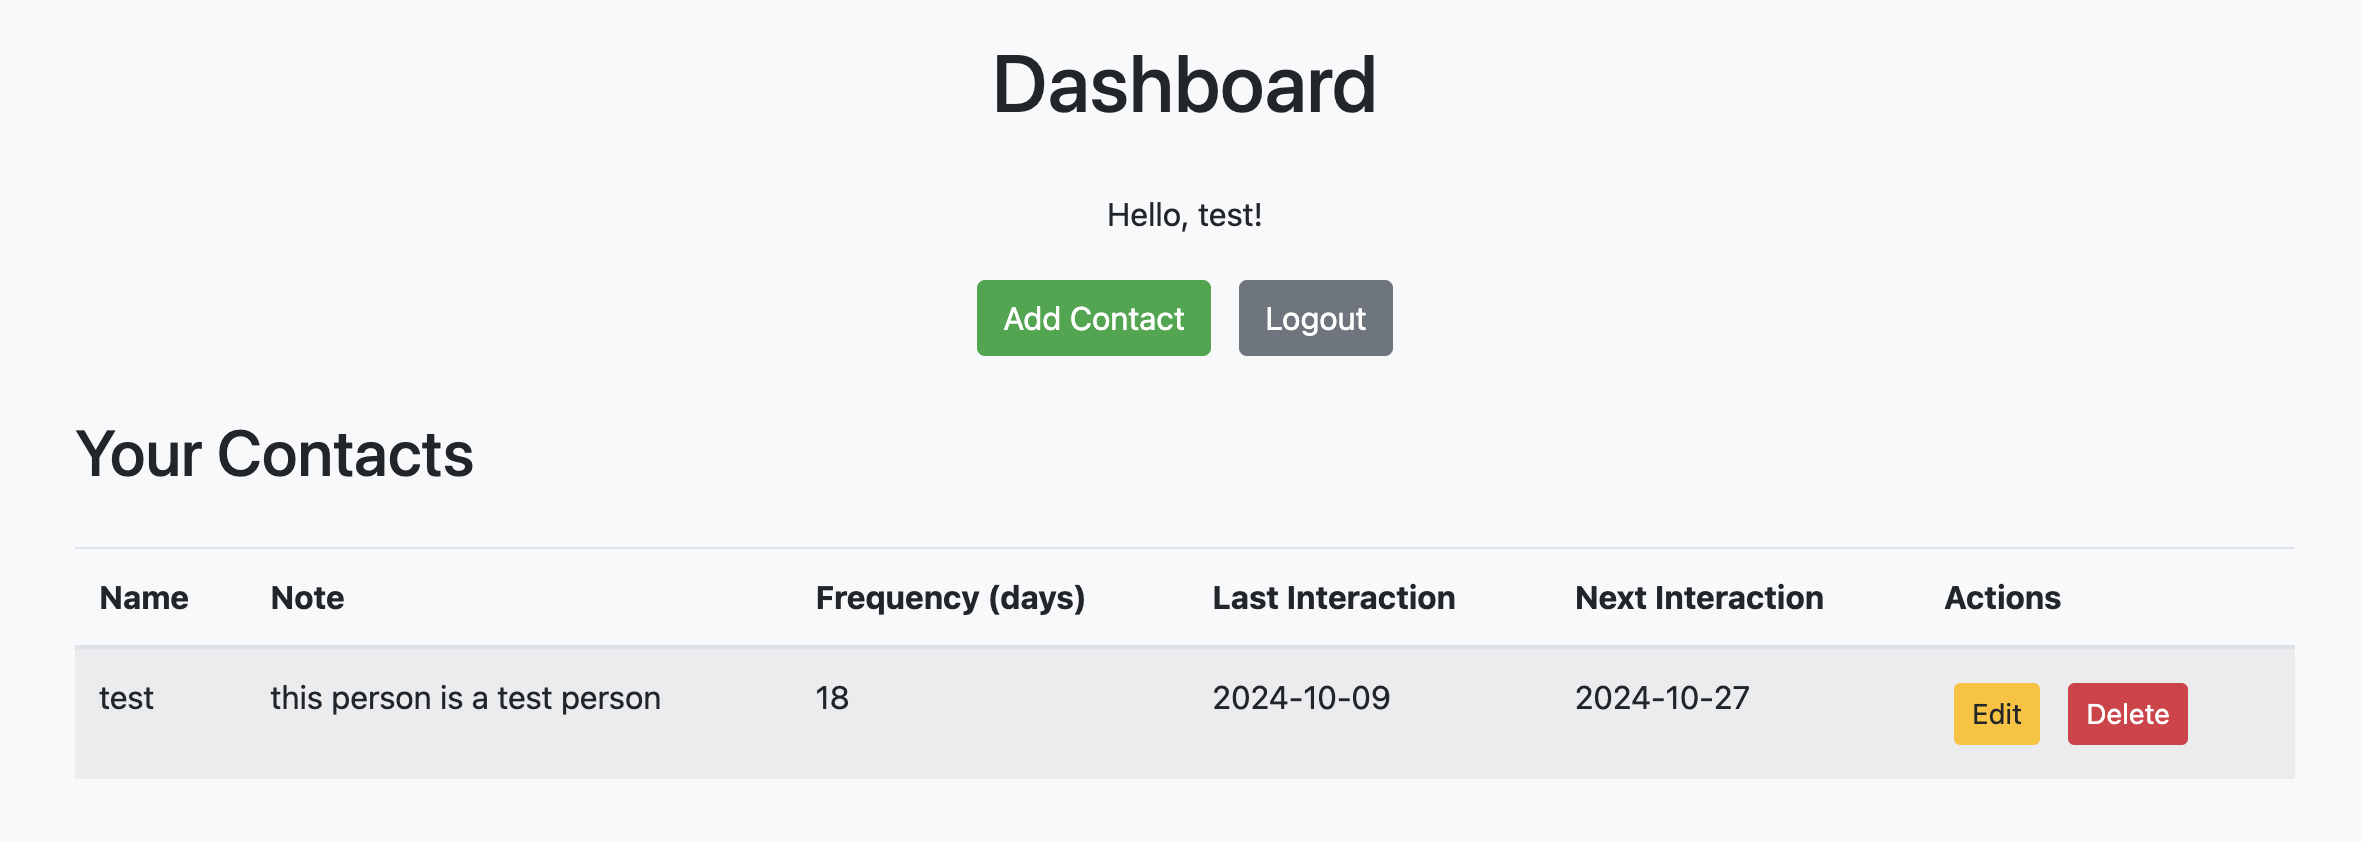 Dashboard
Hello, test!
Add Contact Logout
Your Contacts
Name Note Frequency (days) Last Interaction Next Interaction Actions
test this person is a test person 18 2024-10-09 2024-10-27 Edit Delete